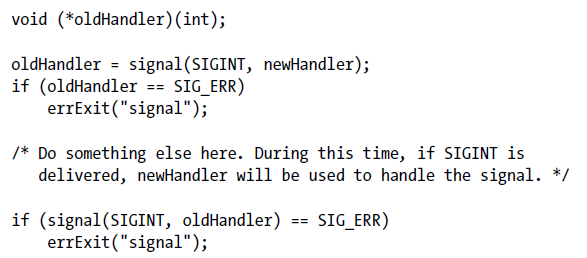 void (*oldHandler)(int);
oldHandler = signal(SIGINT, newHandler);
if (oldHandler == SIG_ERR)
    errExit("signal");
/* Do something else here. During this time, if SIGINT is
   delivered, newHandler will be used to handle the signal. */
if (signal(SIGINT, oldHandler) == SIG_ERR)
    errExit("signal");